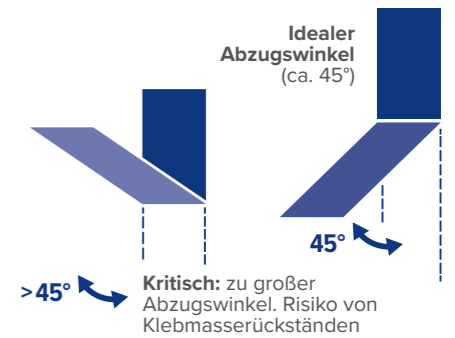 Idealer
Abzugswinkel
(ca. 45°)
45°
>45°
Kritisch: zu großer
Abzugswinkel. Risiko von
Klebmasserückständen